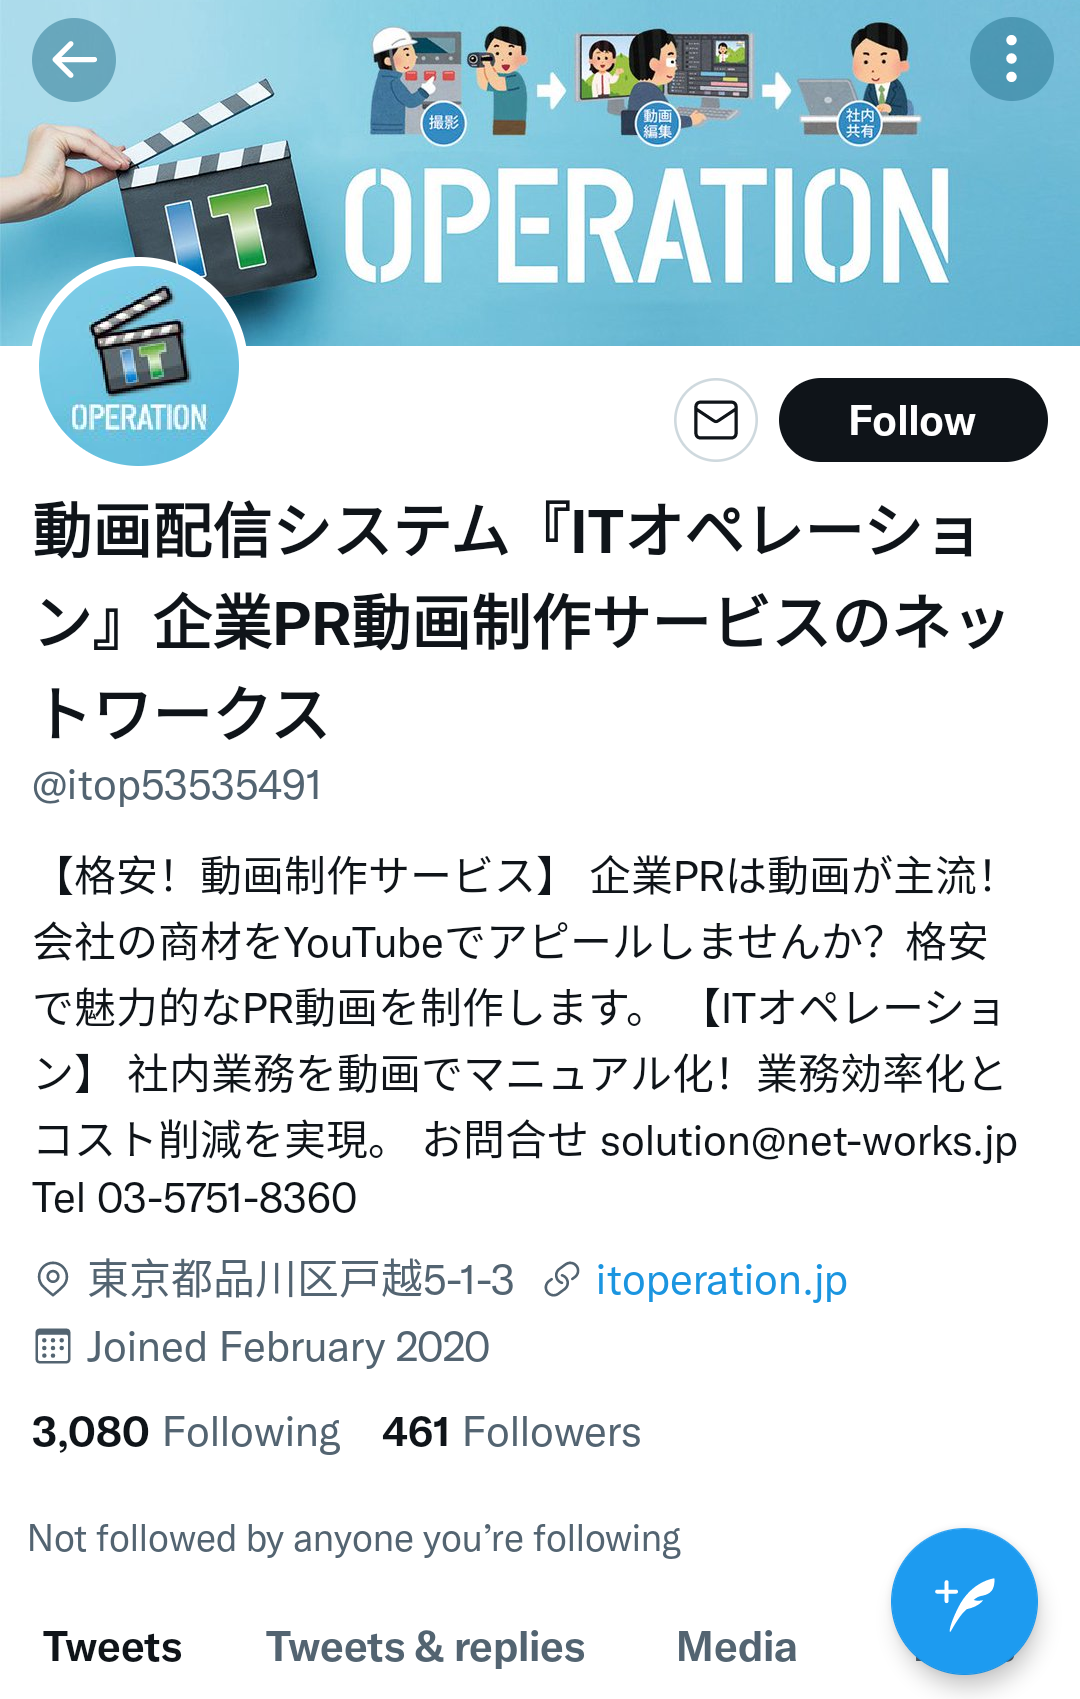 撮影
動画
編集
社内
共有
IT
OPERATION
IT
OPERATION
Follow
動画配信システム『ITオペレーショ
ン』企業PR動画制作サービスのネッ
トワークス
@itop53535491
【格安！動画制作サービス】 企業PRは動画が主流！
会社の商材をYouTubeでアピールしませんか？格安
で魅力的なPR動画を制作します。 【ITオペレーショ
ン】 社内業務を動画でマニュアル化！業務効率化と
コスト削減を実現。 お問合せ solution@net-works.jp
Tel 03-5751-8360
東京都品川区戸越5-1-3 itoperation.jp
Joined February 2020
3,080 Following 461 Followers
Not followed by anyone you’re following
Tweets Tweets & replies Media